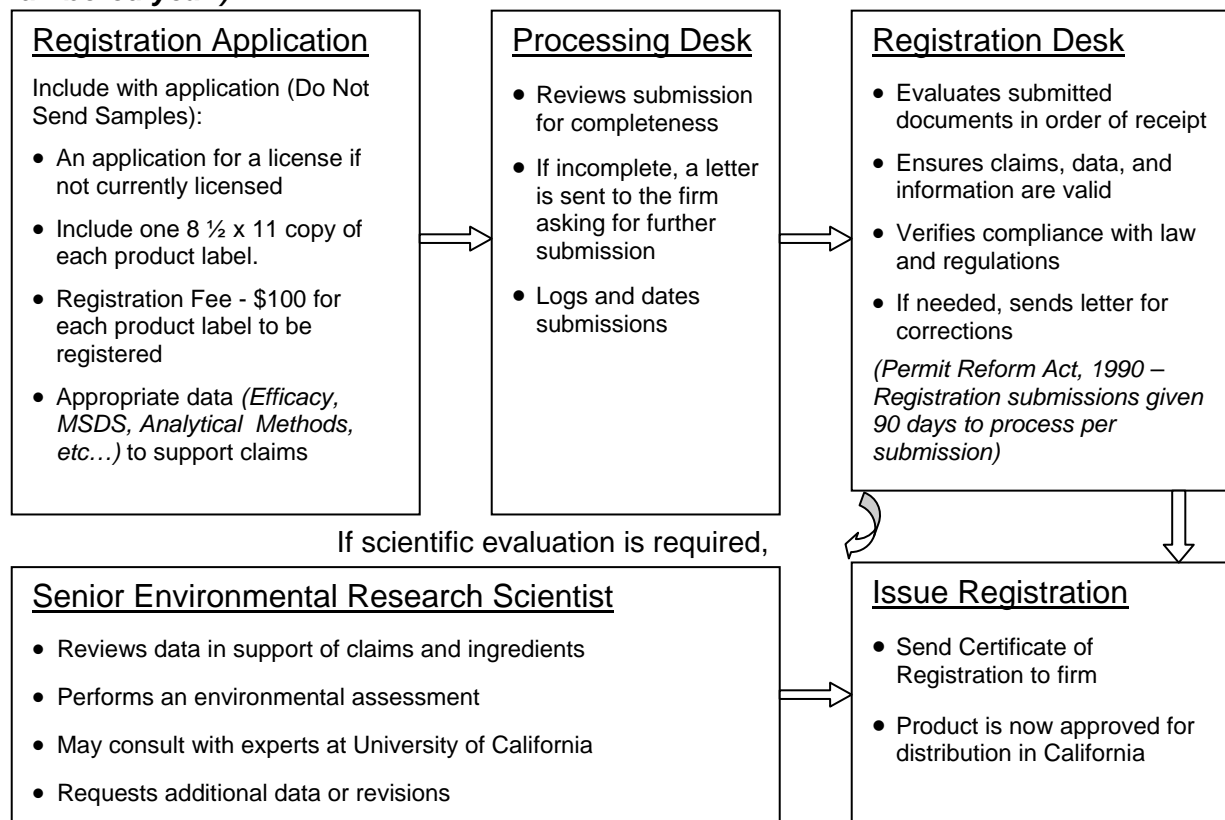 Registration Application
Include with application (Do Not
Send Samples):
• An application for a license if
not currently licensed
• Include one 8 ½ x 11 copy of
each product label.
• Registration Fee - $100 for
each product label to be
registered
• Appropriate data (Efficacy,
MSDS, Analytical Methods,
etc…) to support claims
Processing Desk
• Reviews submission
for completeness
• If incomplete, a letter
is sent to the firm
asking for further
submission
• Logs and dates
submissions
Registration Desk
• Evaluates submitted
documents in order of receipt
• Ensures claims, data, and
information are valid
• Verifies compliance with law
and regulations
• If needed, sends letter for
corrections
(Permit Reform Act, 1990 –
Registration submissions given
90 days to process per
submission)
If scientific evaluation is required,
Senior Environmental Research Scientist
• Reviews data in support of claims and ingredients
• Performs an environmental assessment
• May consult with experts at University of California
• Requests additional data or revisions
Issue Registration
• Send Certificate of
Registration to firm
• Product is now approved for
distribution in California